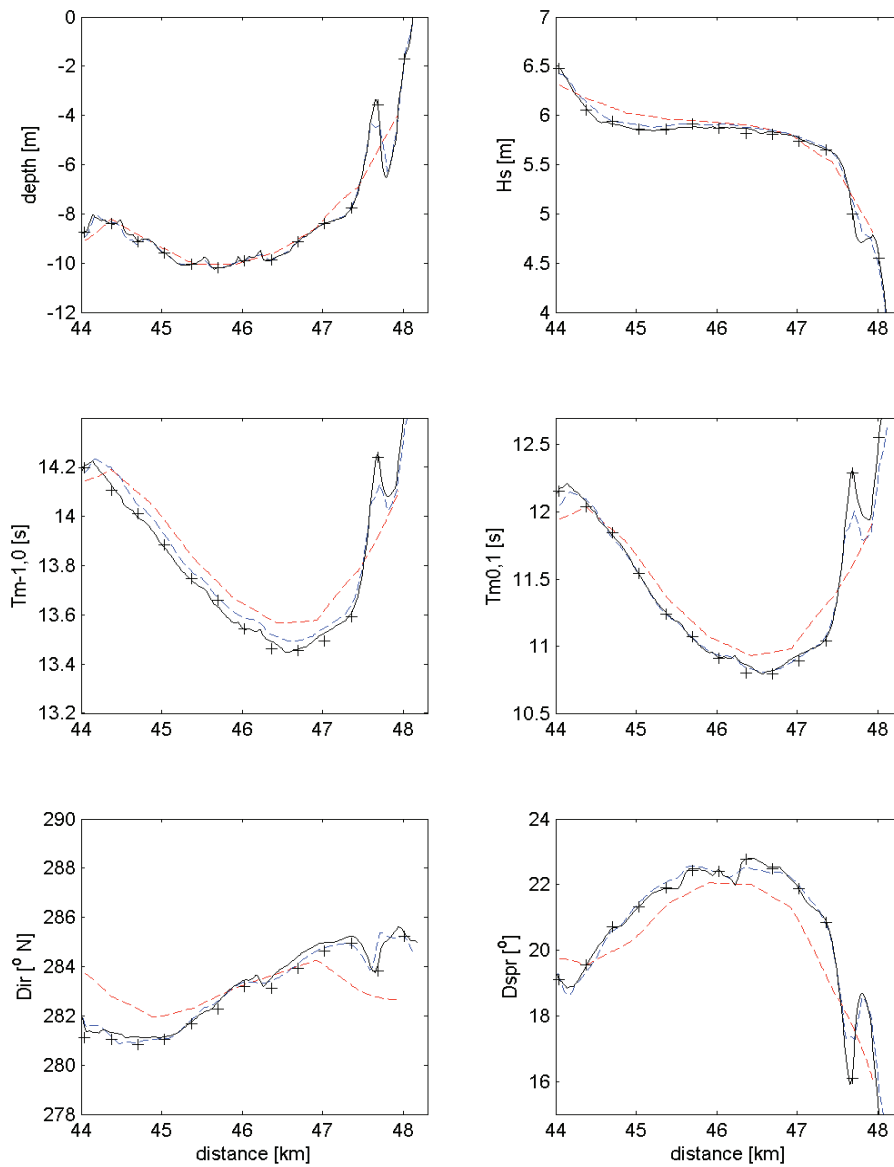 0
-2
-4
-6
-8
-10
-12
depth [m]
44 45 46 47 48
7
6.5
6
5.5
5
4.5
4
Hs [m]
44 45 46 47 48
14.2
14
13.8
13.6
13.4
13.2
Tm-1,0 [s]
44 45 46 47 48
12.5
12
11.5
11
10.5
Tm0,1 [s]
44 45 46 47 48
290
288
286
284
282
280
278
Dir [° N]
44 45 46 47 48
distance [km]
24
22
20
18
16
Dspr [°]
44 45 46 47 48
distance [km]